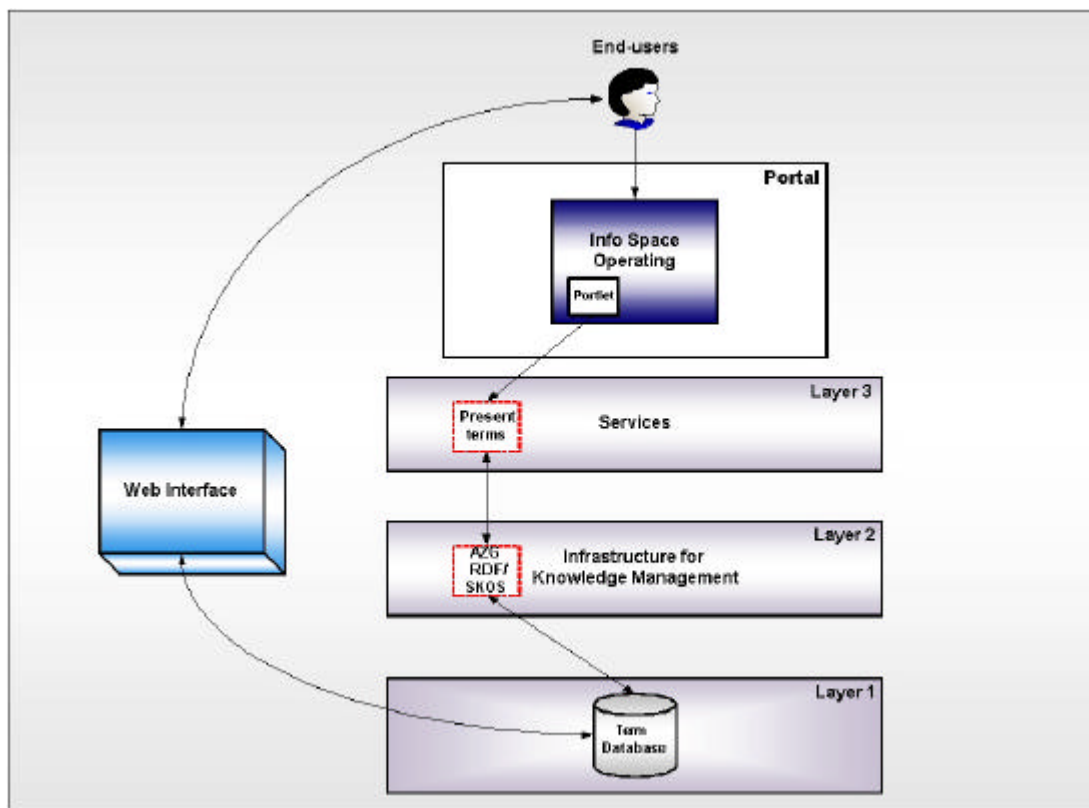 End-users
Portal
Info Space
Operating
Portlet
Layer 3
Present
terms
Services
Web Interface
Layer 2
RDF/
SKOS
Infrastructure for
Knowledge Management
Layer 1
Term
Database